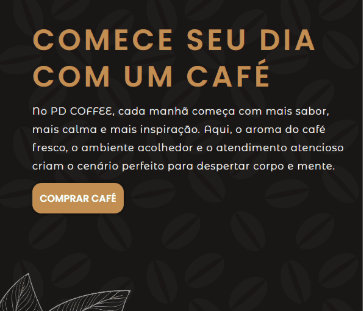 COMECE SEU DIA
COM UM CAFÉ
No PD COFFEE, cada manhã começa com mais sabor,
mais calma e mais inspiração. Aqui, o aroma do café
fresco, o ambiente acolhedor e o atendimento atencioso
criam o cenário perfeito para despertar corpo e mente.
COMPRAR CAFÉ